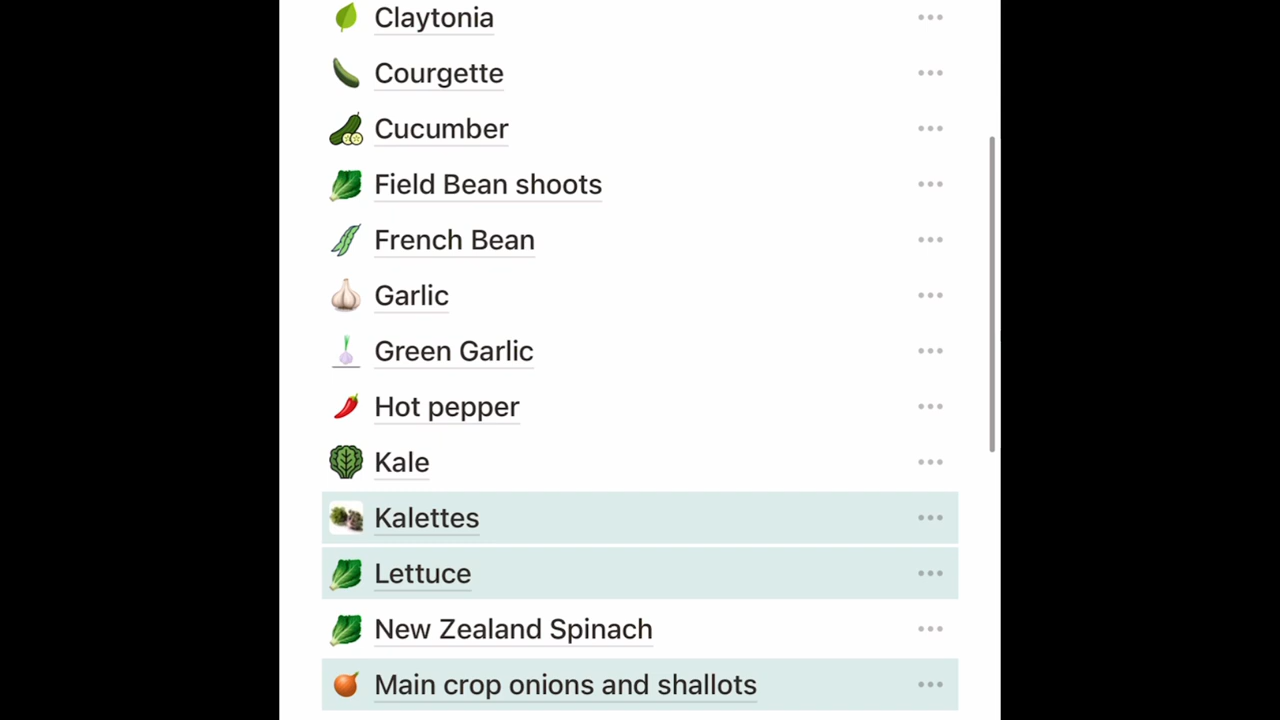 Claytonia
Courgette
Cucumber
Field Bean shoots
French Bean
Garlic
Green Garlic
Hot pepper
Kale
Kalettes
Lettuce
New Zealand Spinach
Main crop onions and shallots